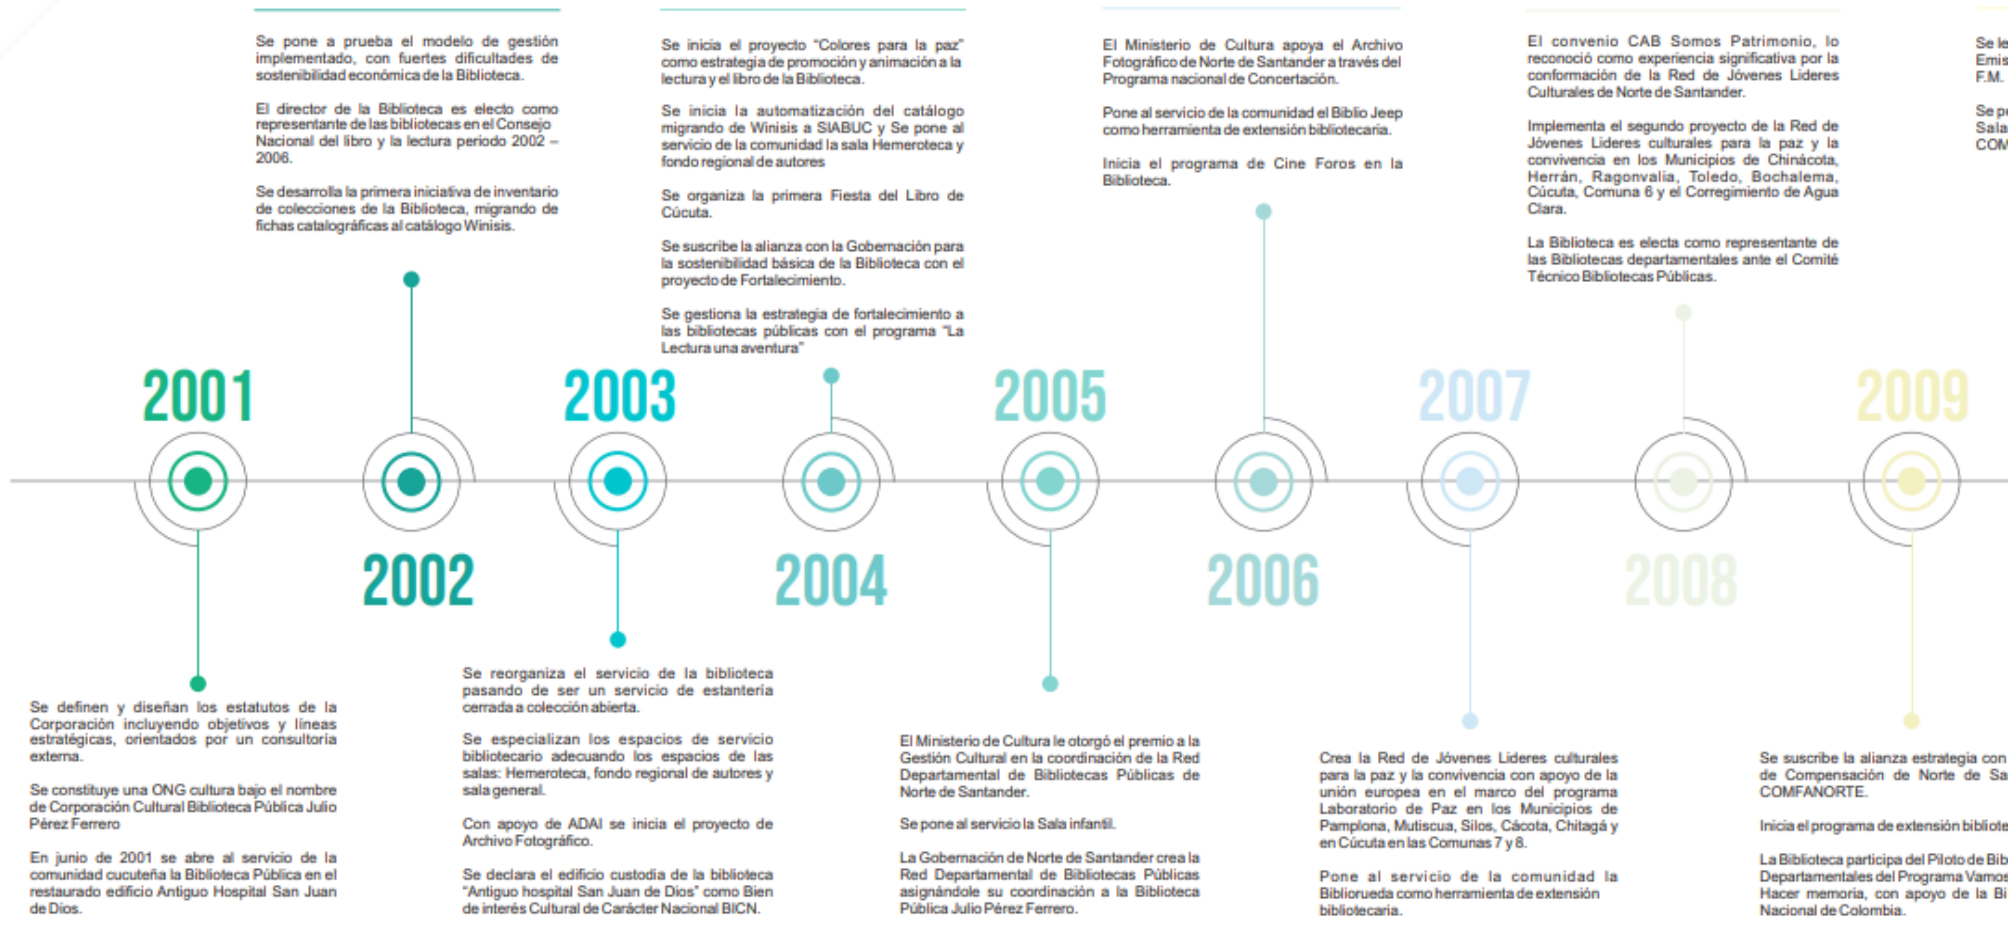 2001
Se definen y diseñan los estatutos de la
Corporación incluyendo objetivos y líneas
estratégicas, orientados por un consultoría
externa.
Se constituye una ONG cultura bajo el nombre
de Corporación Cultural Biblioteca Pública Julio
Pérez Ferrero
En junio de 2001 se abre al servicio de la
comunidad cucuteña la Biblioteca Pública en el
restaurado edificio Antiguo Hospital San Juan
de Dios.
Se pone a prueba el modelo de gestión
implementado, con fuertes dificultades de
sostenibilidad económica de la Biblioteca.
El director de la Biblioteca es electo como
representante de las bibliotecas en el Consejo
Nacional del libro y la lectura periodo 2002 –
2006.
Se desarrolla la primera iniciativa de inventario
de colecciones de la Biblioteca, migrando de
fichas catalográficas al catálogo Winisis.
2002
2003
Se reorganiza el servicio de la biblioteca
pasando de ser un servicio de estantería
cerrada a colección abierta.
Se especializan los espacios de servicio
bibliotecario adecuando los espacios de las
salas: Hemeroteca, fondo regional de autores y
sala general.
Con apoyo de ADAI se inicia el proyecto de
Archivo Fotográfico.
Se declara el edificio custodia de la biblioteca
“Antiguo hospital San Juan de Dios” como Bien
de interés Cultural de Carácter Nacional BICN.
Se inicia el proyecto “Colores para la paz”
como estrategia de promoción y animación a la
lectura y el libro de la Biblioteca.
Se inicia la automatización del catálogo
migrando de Winisis a SIABUC y Se pone al
servicio de la comunidad la sala Hemeroteca y
fondo regional de autores
Se organiza la primera Fiesta del Libro de
Cúcuta.
Se suscribe la alianza con la Gobernación para
la sostenibilidad básica de la Biblioteca con el
proyecto de Fortalecimiento.
Se gestiona la estrategia de fortalecimiento a
las bibliotecas públicas con el programa “La
Lectura una aventura”
2004
2005
El Ministerio de Cultura le otorgó el premio a la
Gestión Cultural en la coordinación de la Red
Departamental de Bibliotecas Públicas de
Norte de Santander.
Se pone al servicio la Sala infantil.
La Gobernación de Norte de Santander crea la
Red Departamental de Bibliotecas Públicas
asignándole su coordinación a la Biblioteca
Pública Julio Pérez Ferrero.
El Ministerio de Cultura apoya el Archivo
Fotográfico de Norte de Santander a través del
Programa nacional de Concertación.
Pone al servicio de la comunidad el Biblio Jeep
como herramienta de extensión bibliotecaria.
Inicia el programa de Cine Foros en la
Biblioteca.
2006
2007
Crea la Red de Jóvenes Lideres culturales
para la paz y la convivencia con apoyo de la
unión europea en el marco del programa
Laboratorio de Paz en los Municipios de
Pamplona, Mutiscua, Silos, Cácota, Chitagá y
en Cúcuta en las Comunas 7 y 8.
Pone al servicio de la comunidad la
Bibliorueda como herramienta de extensión
bibliotecaria.
El convenio CAB Somos Patrimonio, lo
reconoció como experiencia significativa por la
conformación de la Red de Jóvenes Lideres
Culturales de Norte de Santander.
Implementa el segundo proyecto de la Red de
Jóvenes Lideres culturales para la paz y la
convivencia en los Municipios de Chinácota,
Herrán, Ragonvalia, Toledo, Bochalema,
Cúcuta, Comuna 6 y el Corregimiento de Agua
Clara.
La Biblioteca es electa como representante de
las Bibliotecas departamentales ante el Comité
Técnico Bibliotecas Públicas.
2008
2009
Se suscribe la alianza estrategia con
de Compensación de Norte de Sa
COMFANORTE.
Inicia el programa de extensión bibliote
La Biblioteca participa del Piloto de Bib
Departamentales del Programa Vamos
Hacer memoria, con apoyo de la Bi
Nacional de Colombia.
Se le
Emis
F.M.
Se p
Sala
COM